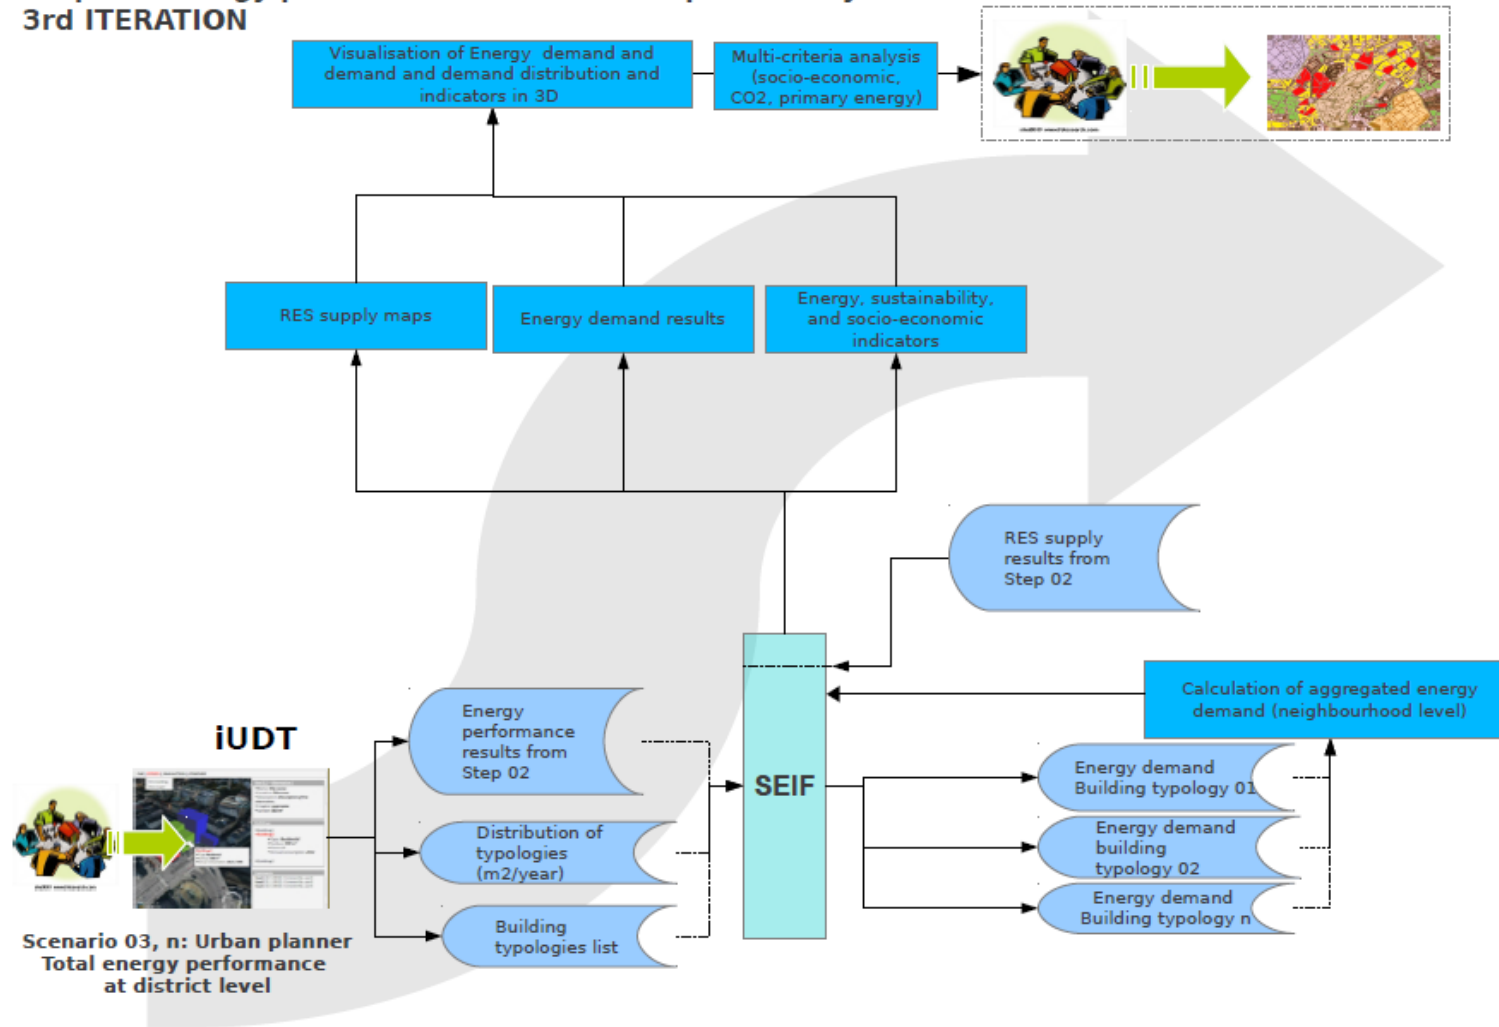 3rd ITERATION
Visualisation of Energy demand and
demand and demand distribution and
indicators in 3D
Multi-criteria analysis
(socio-economic,
CO2, primary energy)
RES supply maps
Energy demand results
Energy, sustainability,
and socio-economic
indicators
RES supply
results from
Step 02
Calculation of aggregated energy
demand (neighbourhood level)
Energy
performance
results from
Step 02
iUDT
SEIF
Energy demand
Building typology 01
Distribution of
typologies
(m2/year)
Energy demand
building
typology 02
Energy demand
Building typology n
Building
typologies list
Scenario 03, n: Urban planner
Total energy performance
at district level